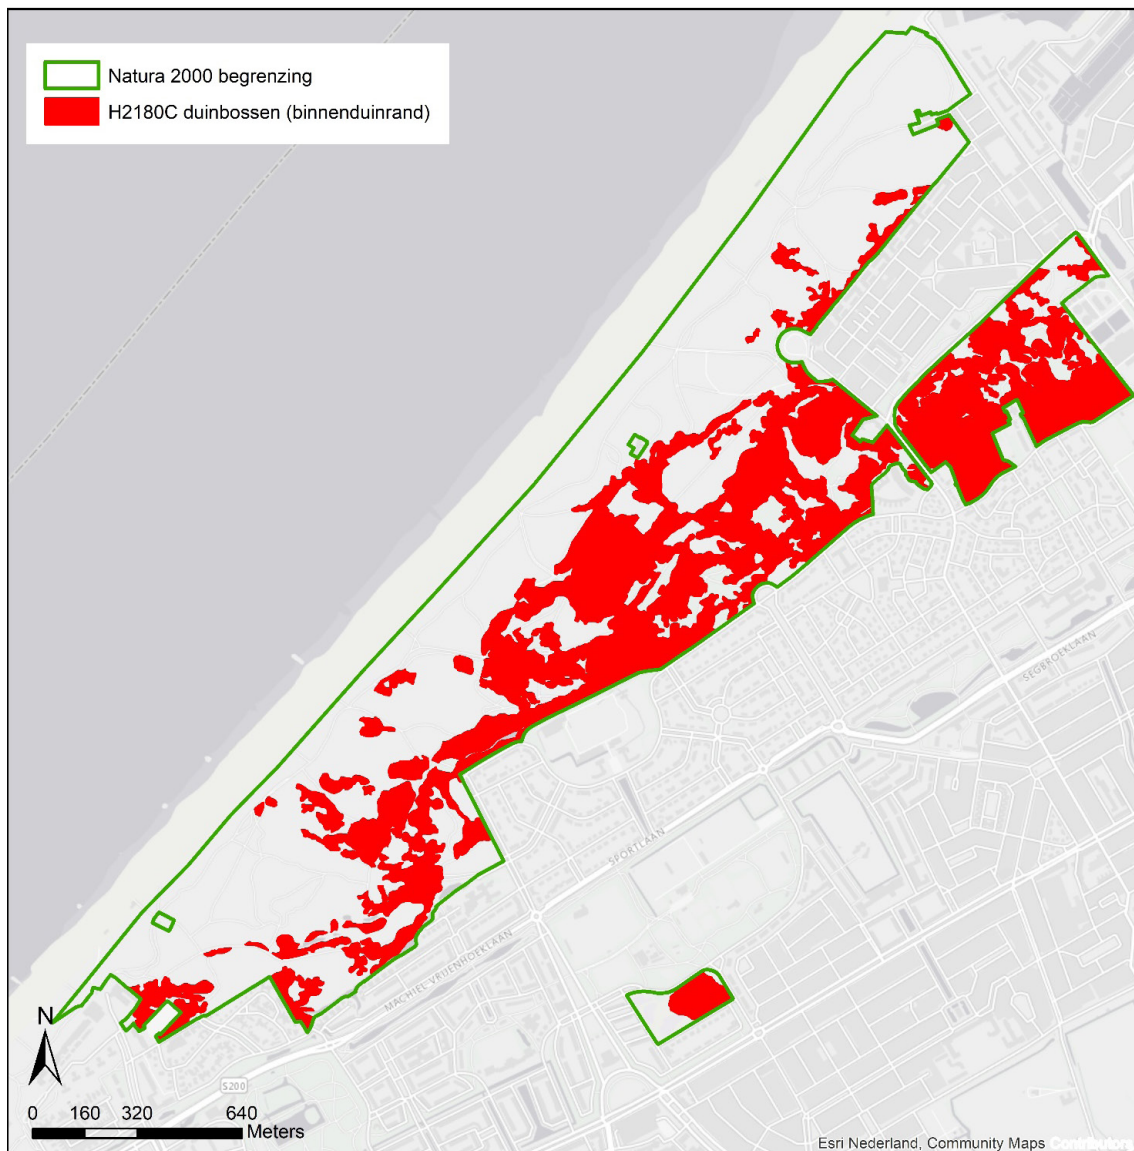 Natura 2000 begrenzing
H2180C duinbossen (binnenduinrand)
SEGBROEKLAAN
SPORTLAAN
MACHIEL VRIJENHOEKLAAN
S200
N
0 160 320 640
Meters
Esri Nederland, Community Maps Contributors